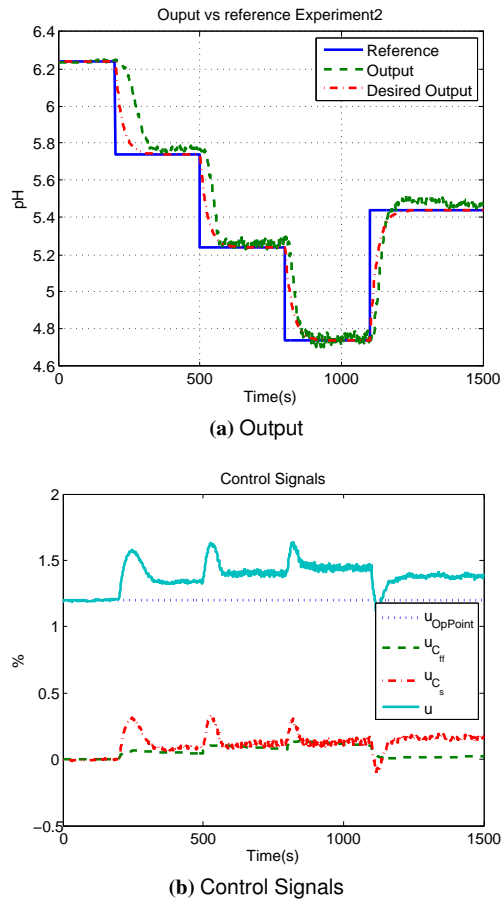 Ouput vs reference Experiment2
6.4
6.2
6
5.8
5.6
5.4
5.2
5
4.8
4.6
pH
Reference
Output
Desired Output
0
500
1000
1500
Time(s)
(a) Output
Control Signals
2
1.5
1
0.5
0
−0.5
%
u_OpPoint
u_C_ff
u_C_s
u
0
500
1000
1500
Time(s)
(b) Control Signals